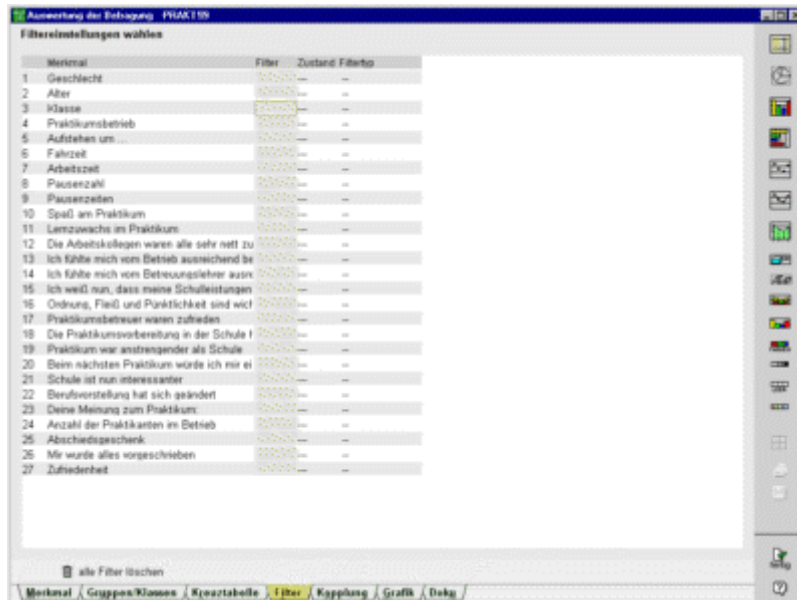 Auswertung der Befragung PRAKT99
Filtereinstellungen wählen
Merkmal Filter Zustand Filtertyp
1 Geschlecht --- --
2 Alter --- --
3 Klasse --- --
4 Praktikumsbetrieb --- --
5 Aufstehen um ... --- --
6 Fahrzeit --- --
7 Arbeitszeit --- --
8 Pausenzahl --- --
9 Pausenzeiten --- --
10 Spaß am Praktikum --- --
11 Lernzuwachs im Praktikum --- --
12 Die Arbeitskollegen waren alle sehr nett zu --- --
13 Ich fühlte mich vom Betrieb ausreichend be --- --
14 Ich fühlte mich vom Betreuungslehrer ausre --- --
15 Ich weiß nun, dass meine Schulleistungen --- --
16 Ordnung, Fleiß und Pünktlichkeit sind wich --- --
17 Praktikumsbetreuer waren zufrieden --- --
18 Die Praktikumsvorbereitung in der Schule h --- --
19 Praktikum war anstrengender als Schule --- --
20 Beim nächsten Praktikum würde ich mir ei --- --
21 Schule ist nun interessanter --- --
22 Berufsvorstellung hat sich geändert --- --
23 Deine Meinung zum Praktikum: --- --
24 Anzahl der Praktikanten im Betrieb --- --
25 Abschiedsgeschenk --- --
26 Mir wurde alles vorgeschrieben --- --
27 Zufriedenheit --- --
alle Filter löschen
fertig
Merkmal Gruppen/Klassen Kreuztabelle Filter Kopplung Grafik Doku